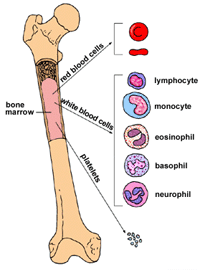 red blood cells
lymphocyte
monocyte
white blood cells
bone
marrow
eosinophil
basophil
platelets
neurophil